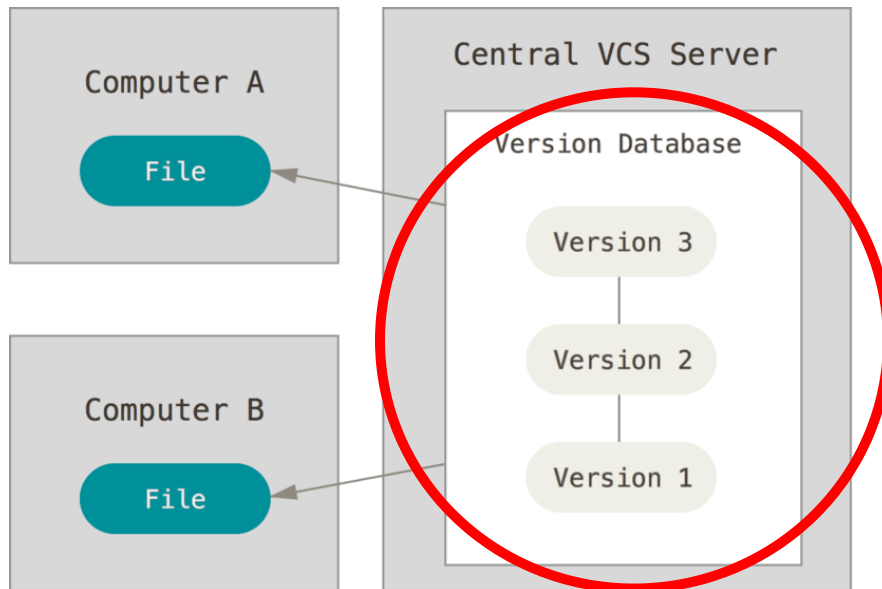 Computer A
File
Central VCS Server
Version Database
Version 3
Version 2
Version 1
Computer B
File